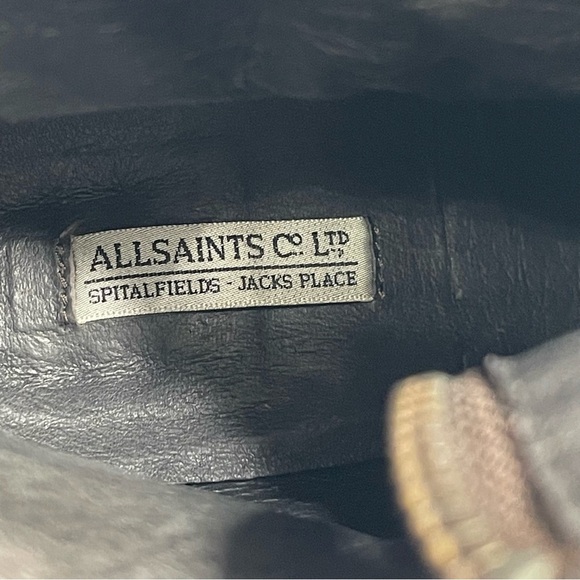 ALLSAINTS Co. LTD
SPITALFIELDS - JACKS PLACE